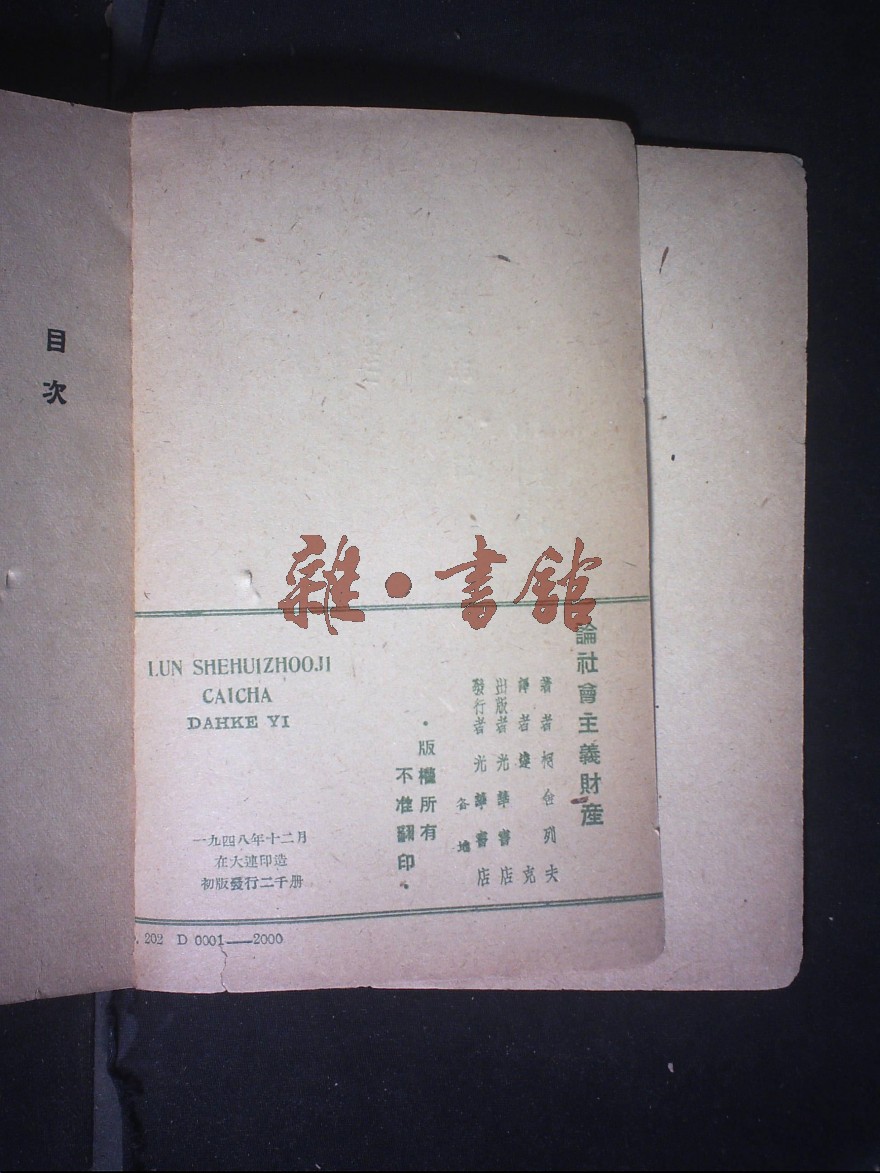 目次
雜·書館
論社會主義財産
著者 柯舍列夫
譯者 達克
出版者 光華書店
發行者 光華書店
各地
·版權所有
不准翻印·
LUN SHEHUIZHOOJI
CAICHA
DAHKE YI
一九四八年十二月
在大連印造
初版發行二千册
. 202 D 0001——2000